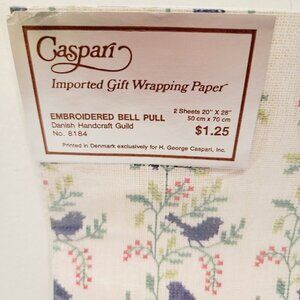 Caspari
Imported Gift Wrapping Paper
EMBROIDERED BELL PULL
Danish Handcraft Guild
No. 8184
2 Sheets 20" X 28"
50 cm x 70 cm
$1.25
Printed in Denmark exclusively for H. George Caspari, Inc.